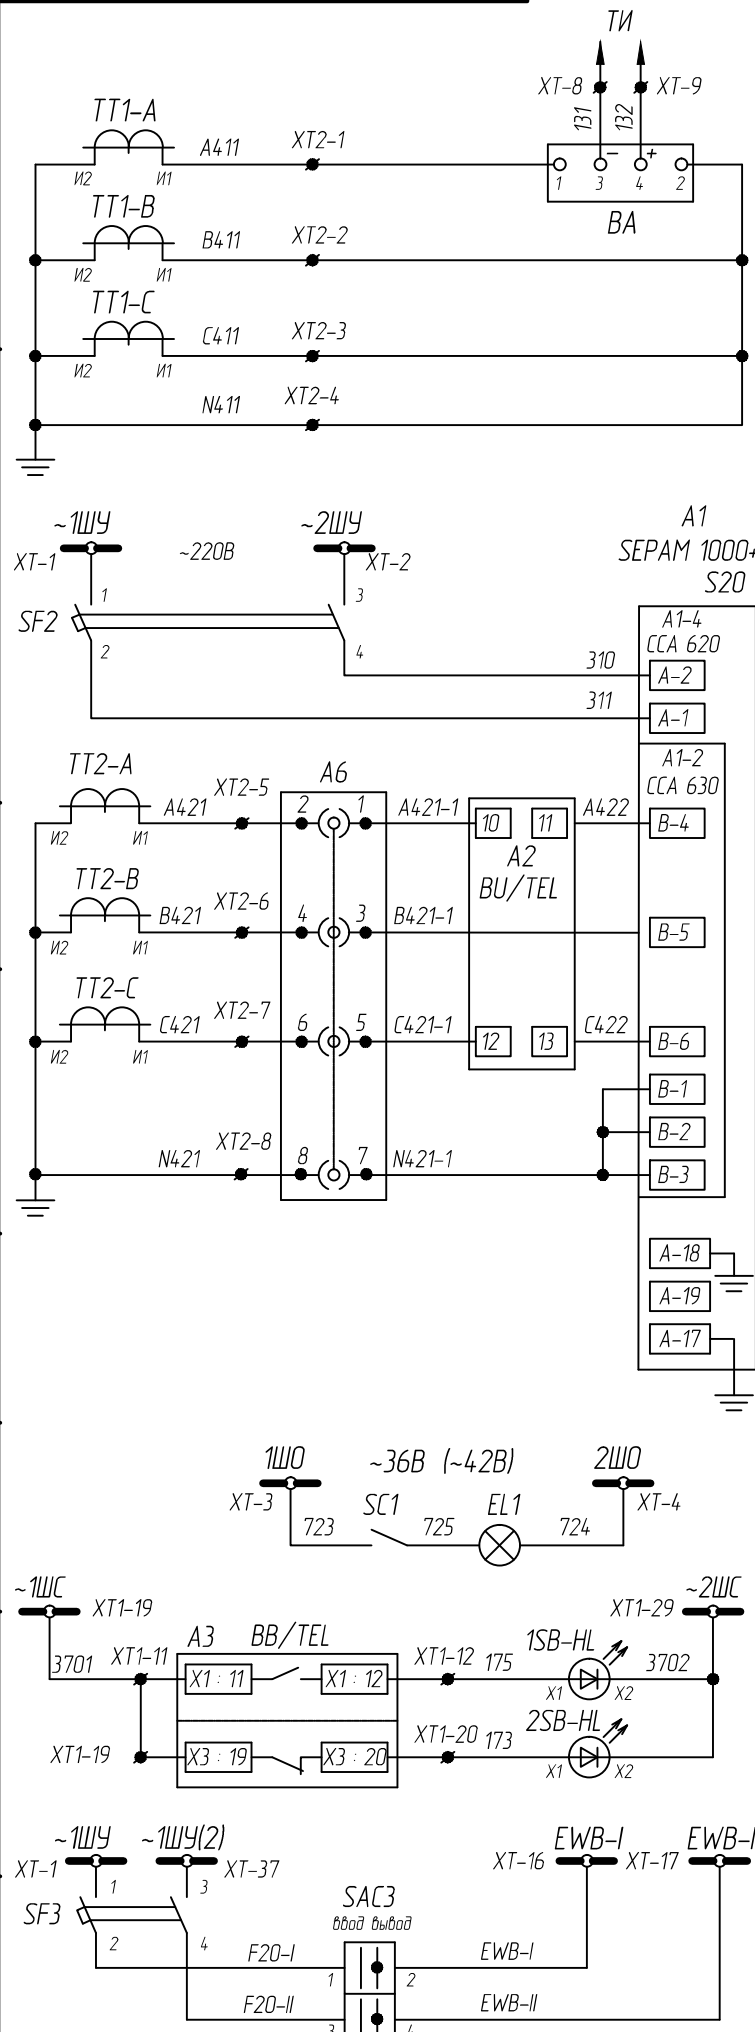 ТИ
XT-8 XT-9
131 132
ТТ1-А A411 XT2-1
И2 И1
1 3 - 4 + 2
BA
ТТ1-В B411 XT2-2
И2 И1
ТТ1-С C411 XT2-3
И2 И1
N411 XT2-4
~1ШУ ~220В ~2ШУ
XT-1 XT-2
A1
SEPAM 1000+
S20
1 3
SF2
2 4
A1-4
CCA 620
310 A-2
311 A-1
A1-2
CCA 630
ТТ2-А A421 XT2-5 A6
2 1 A421-1 10 11 A422 B-4
И2 И1
A2
BU/TEL
ТТ2-В B421 XT2-6 4 3 B421-1 B-5
И2 И1
ТТ2-С C421 XT2-7 6 5 C421-1 12 13 C422 B-6
И2 И1
B-1
B-2
N421 XT2-8 8 7 N421-1 B-3
A-18
A-19
A-17
1ШО ~36В (~42В) 2ШО
XT-3 SC1 EL1 XT-4
723 725 724
~1ШС XT1-19 XT1-29 ~2ШС
A3 BB/TEL
3701 XT1-11 X1 : 11 X1 : 12 XT1-12 175 1SB-HL 3702
X1 X2
XT1-19 X3 : 19 X3 : 20 XT1-20 173 2SB-HL
X1 X2
~1ШУ ~1ШУ(2) EWB-I EWB-I
XT-1 XT-37 XT-16 XT-17
1 3
SF3
2 4
SAC3
ввод вывод
F20-I 1 2 EWB-I
F20-II 3 4 EWB-II